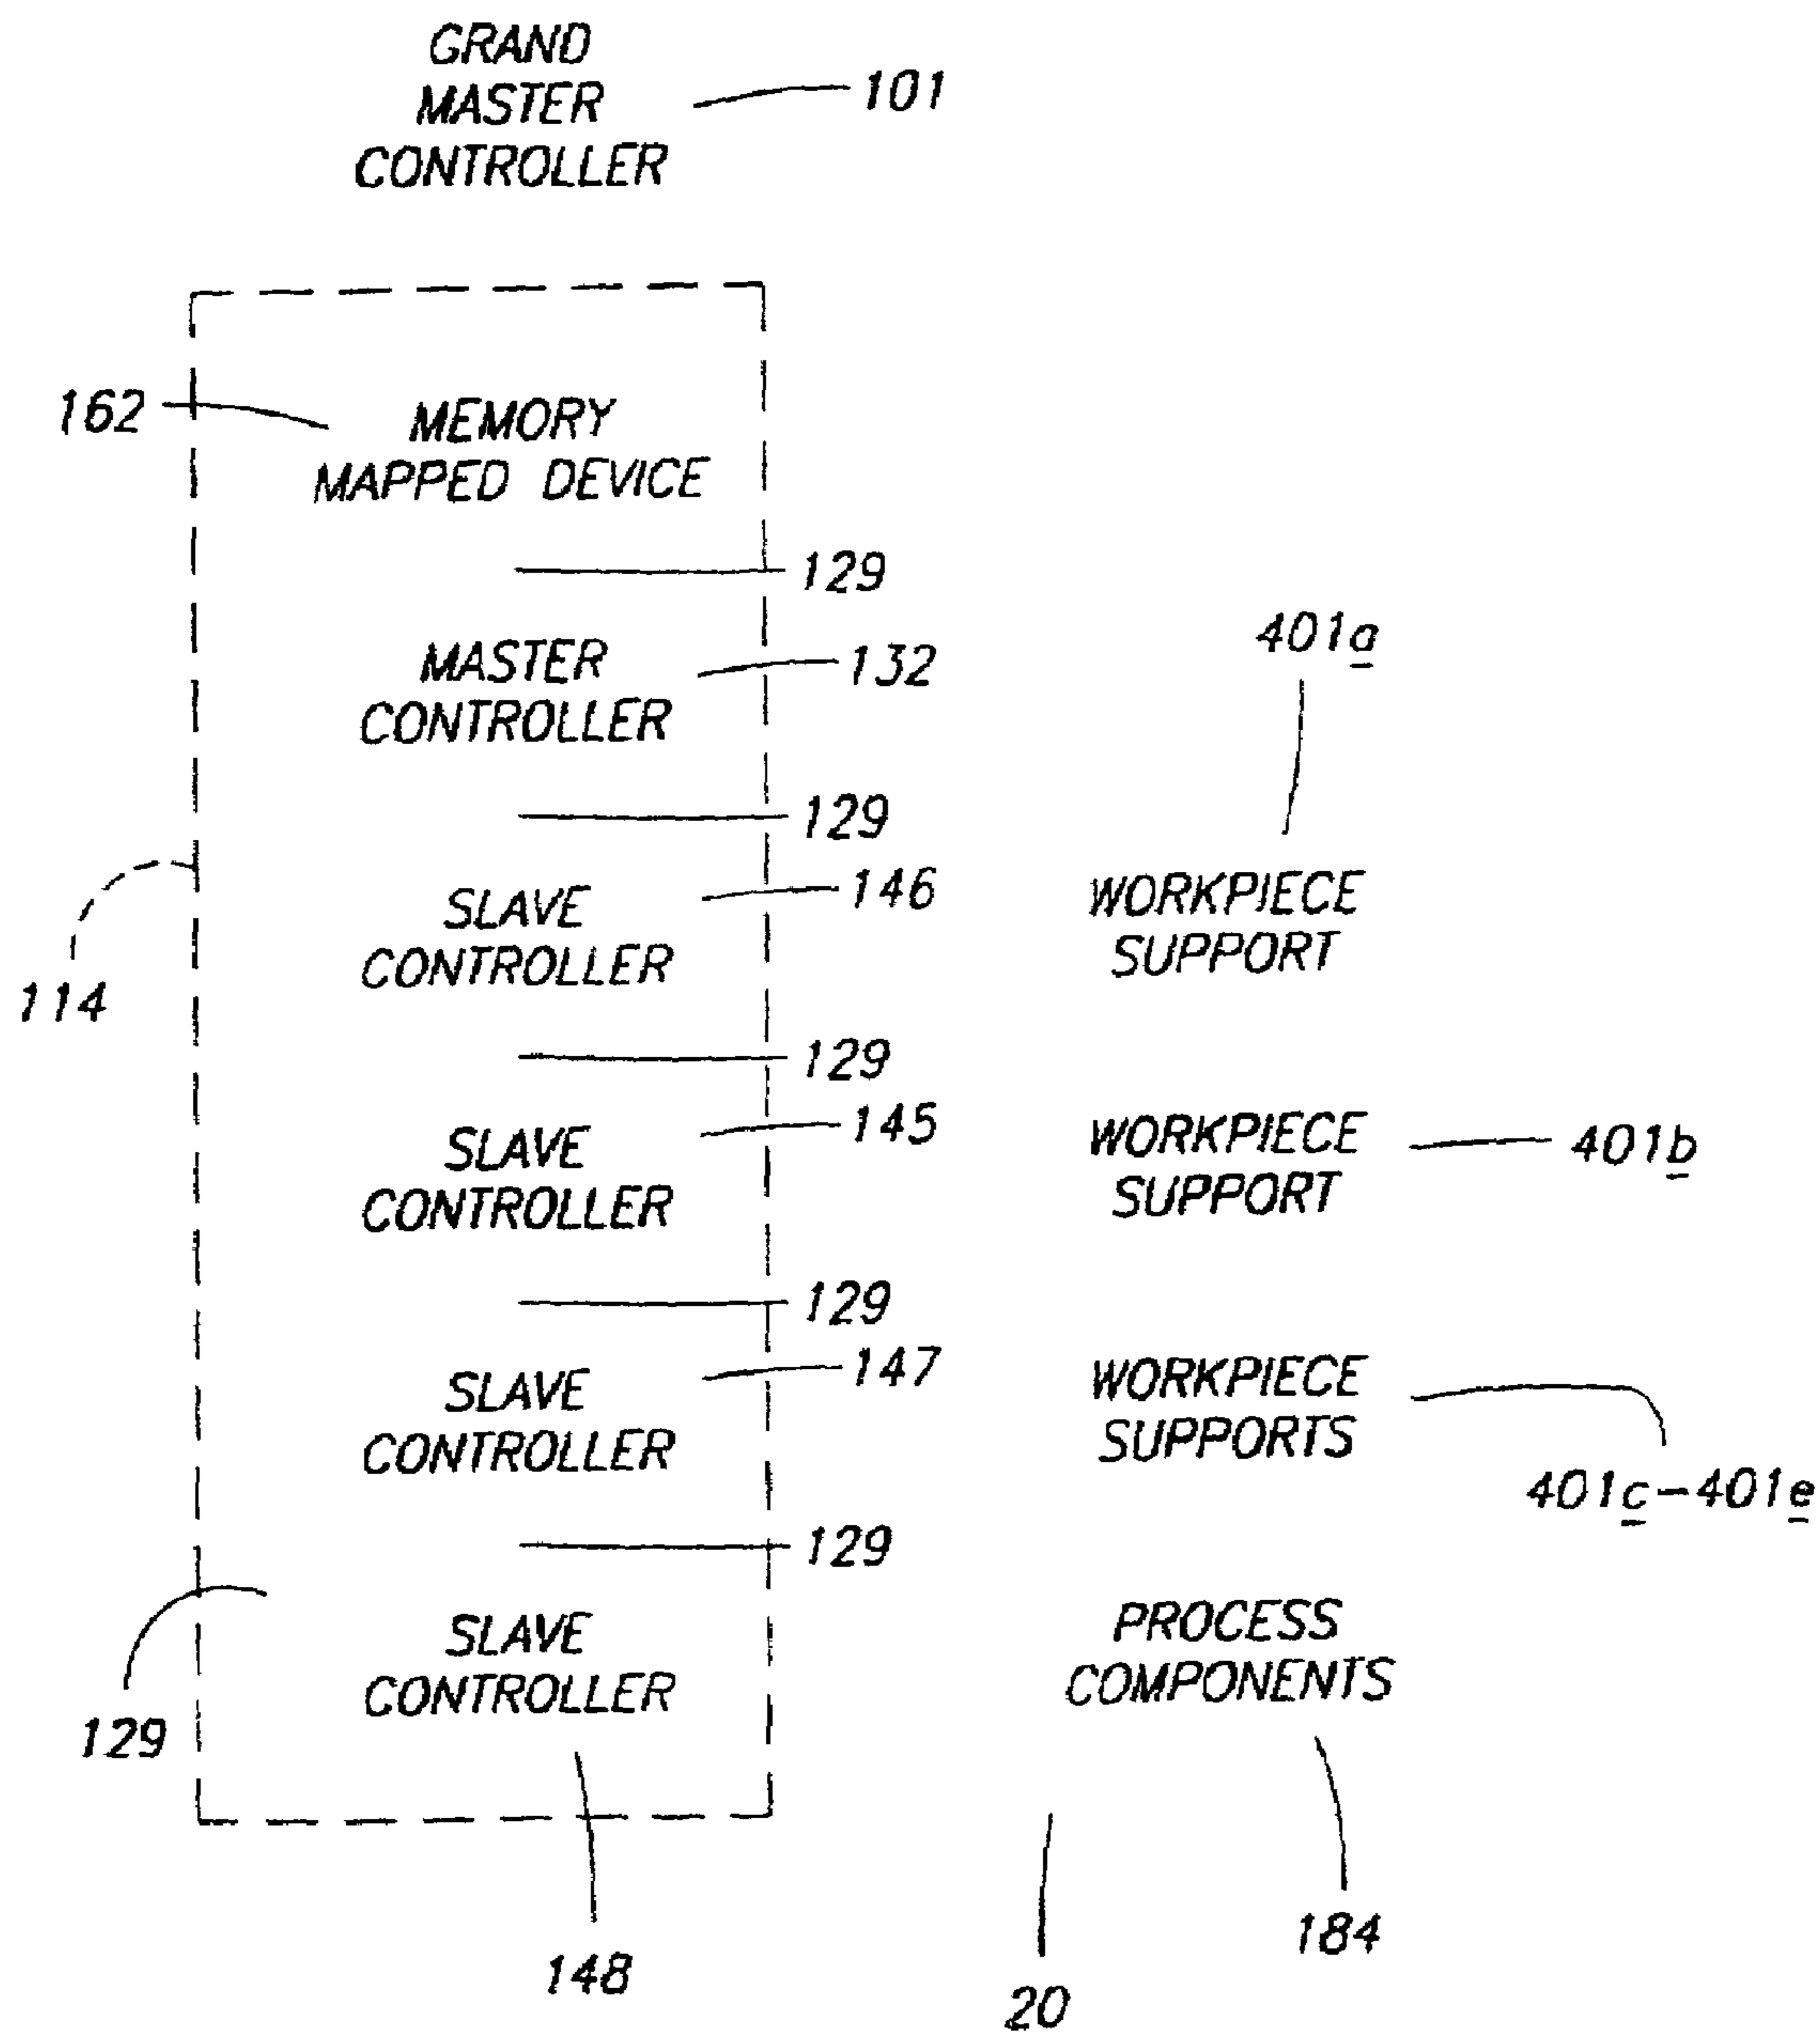 GRAND
MASTER
CONTROLLER
101
162
MEMORY
MAPPED DEVICE
129
MASTER
CONTROLLER
132
401a
129
SLAVE
CONTROLLER
146
WORKPIECE
SUPPORT
114
129
SLAVE
CONTROLLER
145
WORKPIECE
SUPPORT
401b
129
SLAVE
CONTROLLER
147
WORKPIECE
SUPPORTS
401c-401e
129
SLAVE
CONTROLLER
PROCESS
COMPONENTS
129
148
20
184